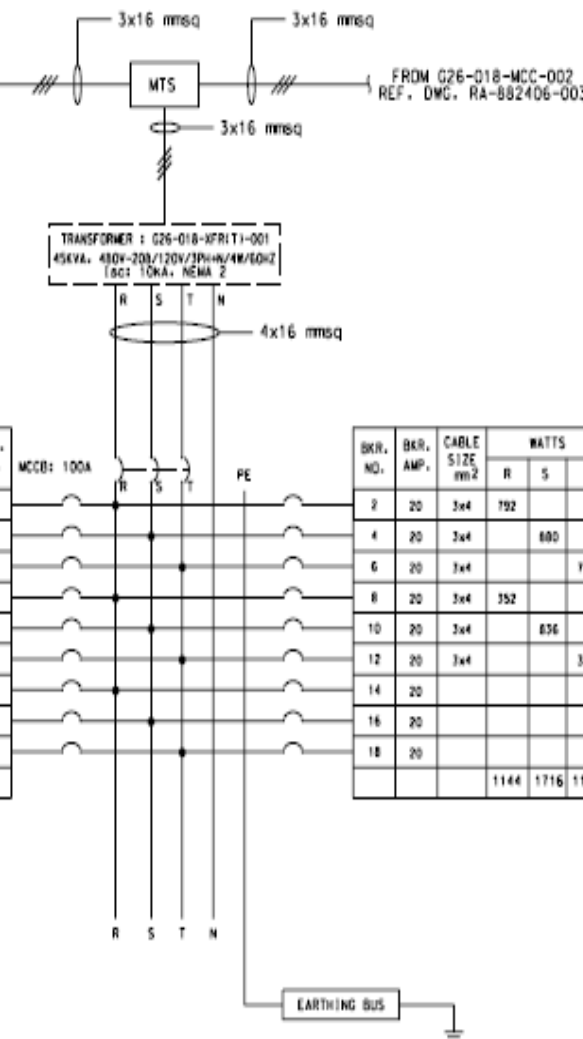 3x16 mmsq
3x16 mmsq
MTS
FROM G26-018-MCC-002
REF. DWG. RA-882406-003
3x16 mmsq
TRANSFORMER : G26-018-XFR(T)-001
45KVA. 480V-208/120V/3PH+N/4W/60HZ
Isc: 10KA. NEMA 2
R S T N
4x16 mmsq
MCCB: 100A
R S T
PE
BKR. NO. BKR. AMP. CABLE SIZE mm2 WATTS
R S
2 20 3x4 792
4 20 3x4 880
6 20 3x4
8 20 3x4 352
10 20 3x4 836
12 20 3x4 3
14 20
16 20
18 20
1144 1716 11
R S T N
EARTHING BUS